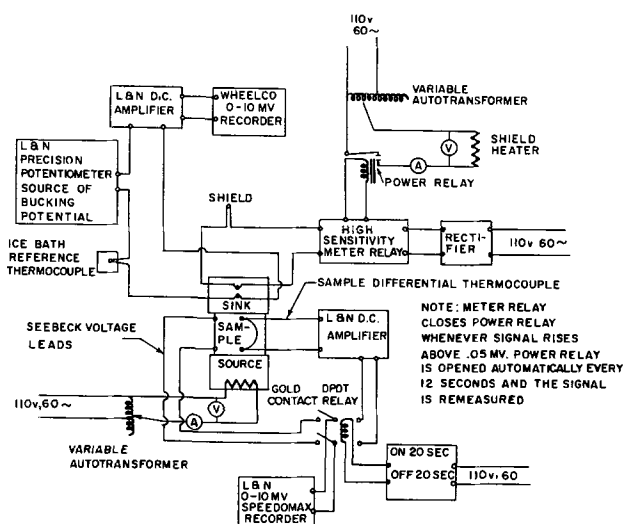 110v
60~
VARIABLE
AUTOTRANSFORMER
L&N D.C.
AMPLIFIER
WHEELCO
0-10 MV
RECORDER
V
SHIELD
HEATER
A
POWER RELAY
L&N
PRECISION
POTENTIOMETER
SOURCE OF
BUCKING
POTENTIAL
SHIELD
HIGH
SENSITIVITY
METER RELAY
RECTI-
FIER
110v 60~
ICE BATH
REFERENCE
THERMOCOUPLE
SINK
SAMPLE DIFFERENTIAL THERMOCOUPLE
SEEBECK VOLTAGE
LEADS
SAM-
PLE
L&N D.C.
AMPLIFIER
NOTE: METER RELAY
CLOSES POWER RELAY
WHENEVER SIGNAL RISES
ABOVE .05 MV. POWER RELAY
IS OPENED AUTOMATICALLY EVERY
12 SECONDS AND THE SIGNAL
IS REMEASURED
SOURCE
GOLD DPDT
CONTACT RELAY
110v, 60~
V
A
VARIABLE
AUTOTRANSFORMER
ON 20 SEC
OFF 20 SEC
110v, 60
L&N
0-10 MV
SPEEDOMAX
RECORDER